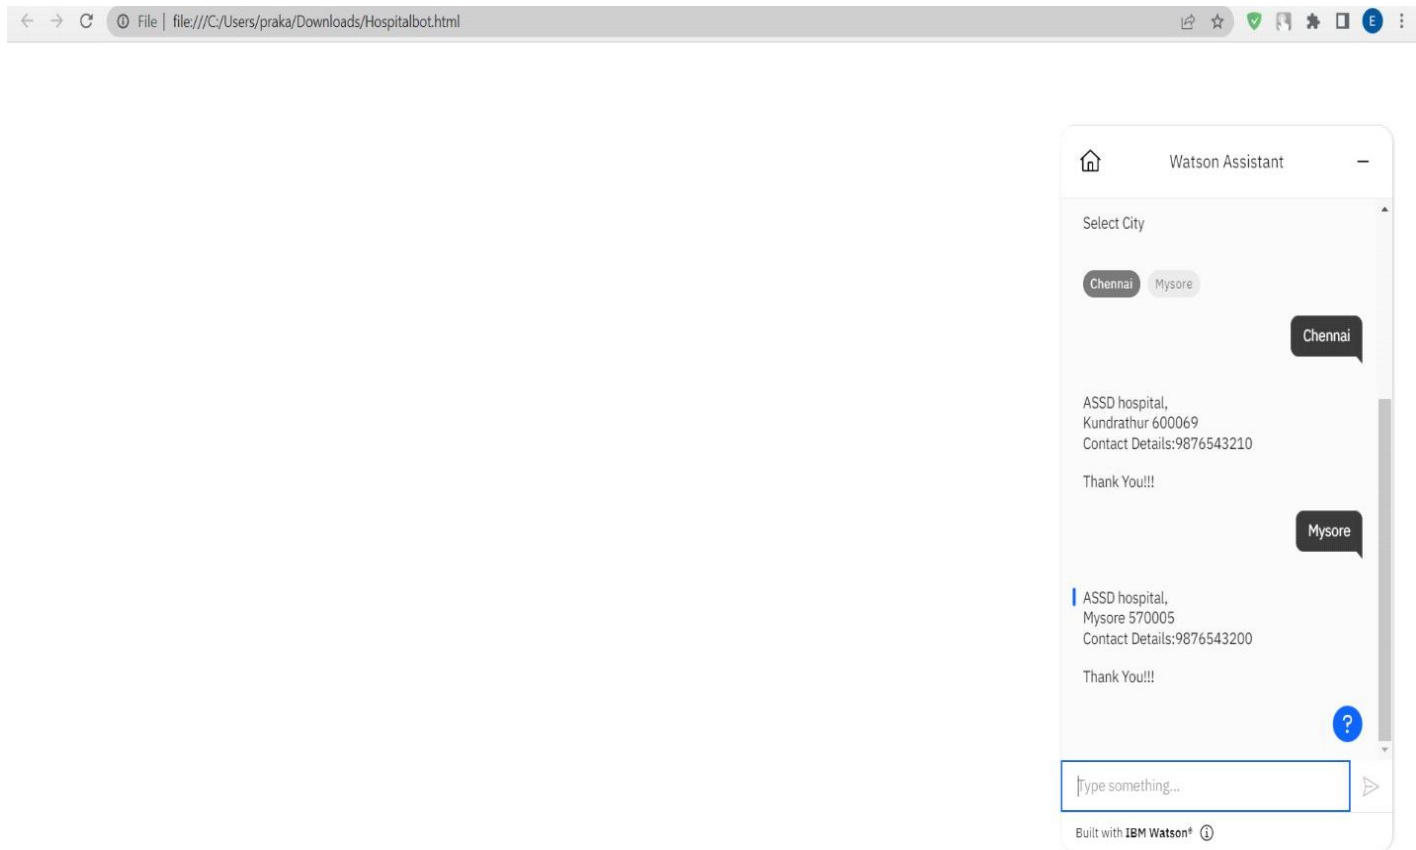 File | file:///C:/Users/praka/Downloads/Hospitalbot.html
E
Watson Assistant
Select City
Chennai Mysore
Chennai
ASSD hospital,
Kundrathur 600069
Contact Details:9876543210
Thank You!!!
Mysore
ASSD hospital,
Mysore 570005
Contact Details:9876543200
Thank You!!!
?
Type something...
Built with IBM Watson®